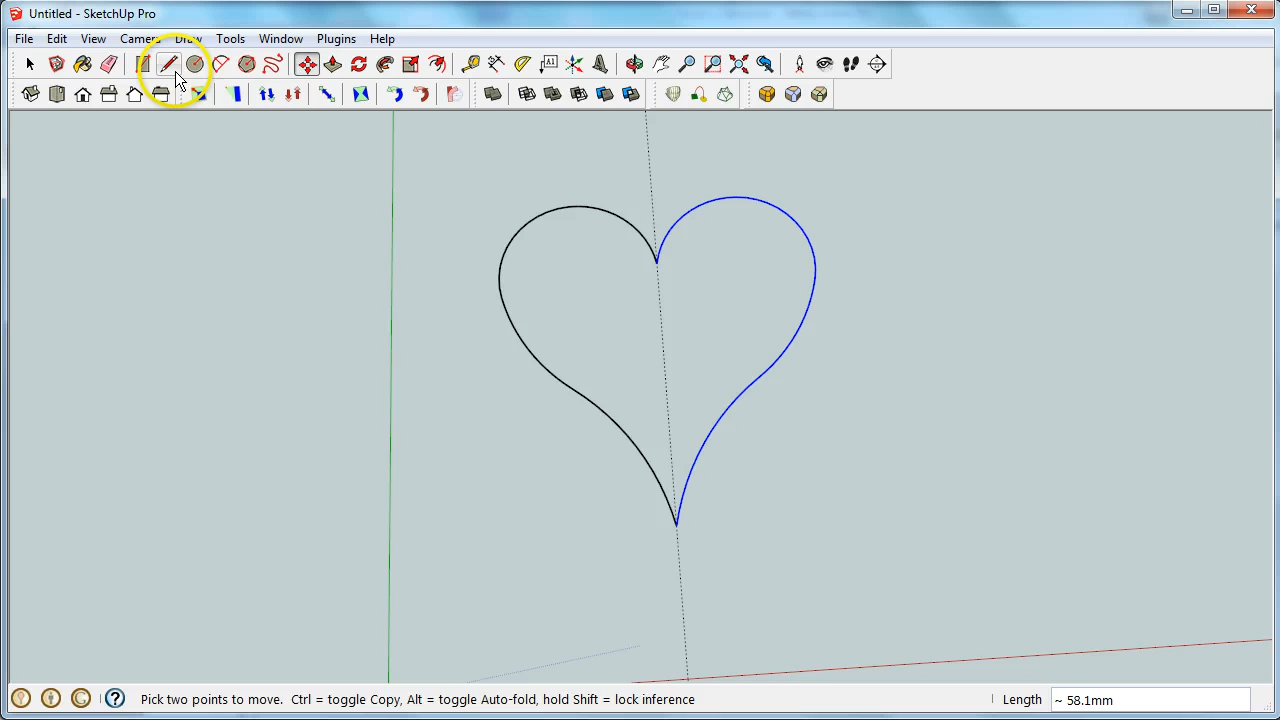 Untitled - SketchUp Pro
File Edit View Camera Draw Tools Window Plugins Help
Pick two points to move. Ctrl = toggle Copy, Alt = toggle Auto-fold, hold Shift = lock inference
Length ~ 58.1mm